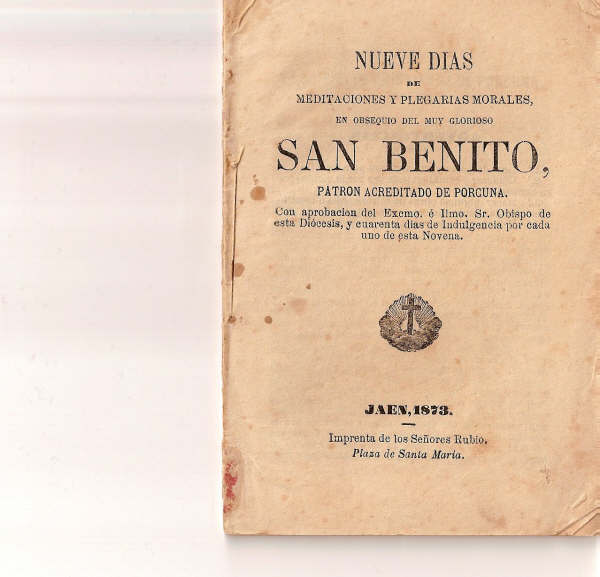 NUEVE DIAS
DE
MEDITACIONES Y PLEGARIAS MORALES,
EN OBSEQUIO DEL MUY GLORIOSO
SAN BENITO,
PATRON ACREDITADO DE PORCUNA.
Con aprobacion del Excmo. é Ilmo. Sr. Obispo de
esta Diócesis, y cuarenta dias de Indulgencia por cada
uno de esta Novena.
JAEN, 1873.
Imprenta de los Señores Rubio.
Plaza de Santa María.